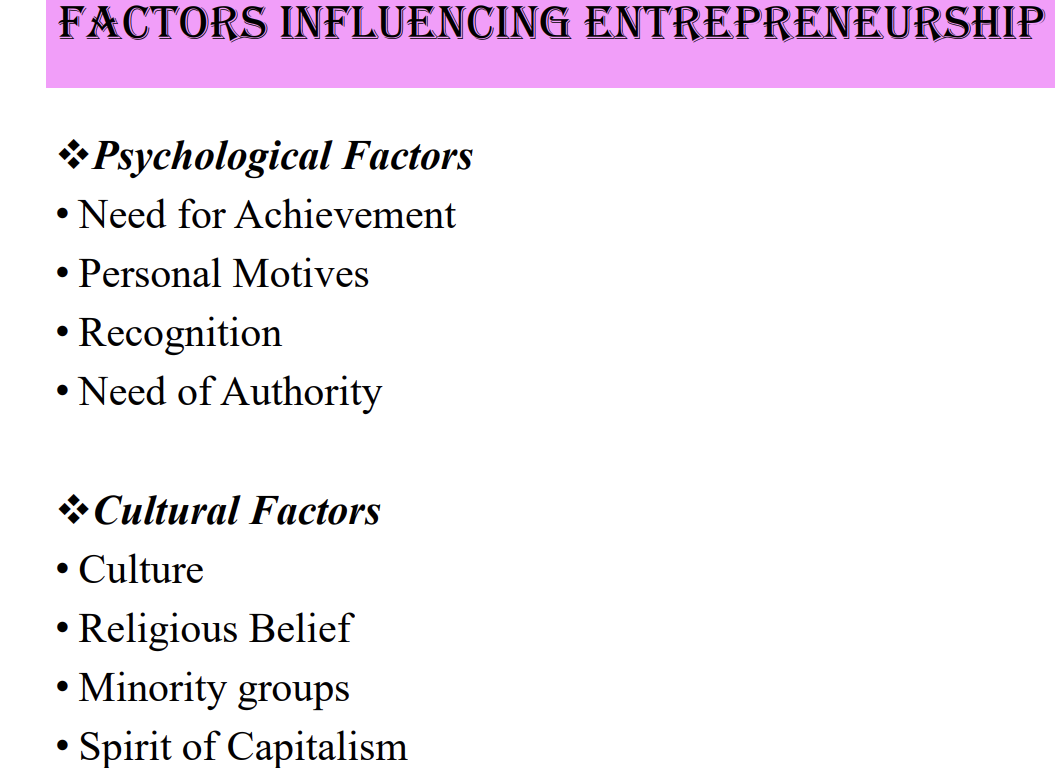 FACTORS INFLUENCING ENTREPRENEURSHIP
❖Psychological Factors
• Need for Achievement
• Personal Motives
• Recognition
• Need of Authority
❖Cultural Factors
• Culture
• Religious Belief
• Minority groups
• Spirit of Capitalism